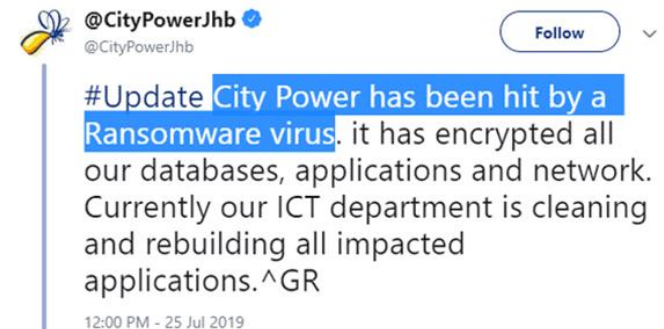 @CityPowerJhb
Follow
@CityPowerJhb
#Update City Power has been hit by a
Ransomware virus. it has encrypted all
our databases, applications and network.
Currently our ICT department is cleaning
and rebuilding all impacted
applications.^GR
12:00 PM - 25 Jul 2019